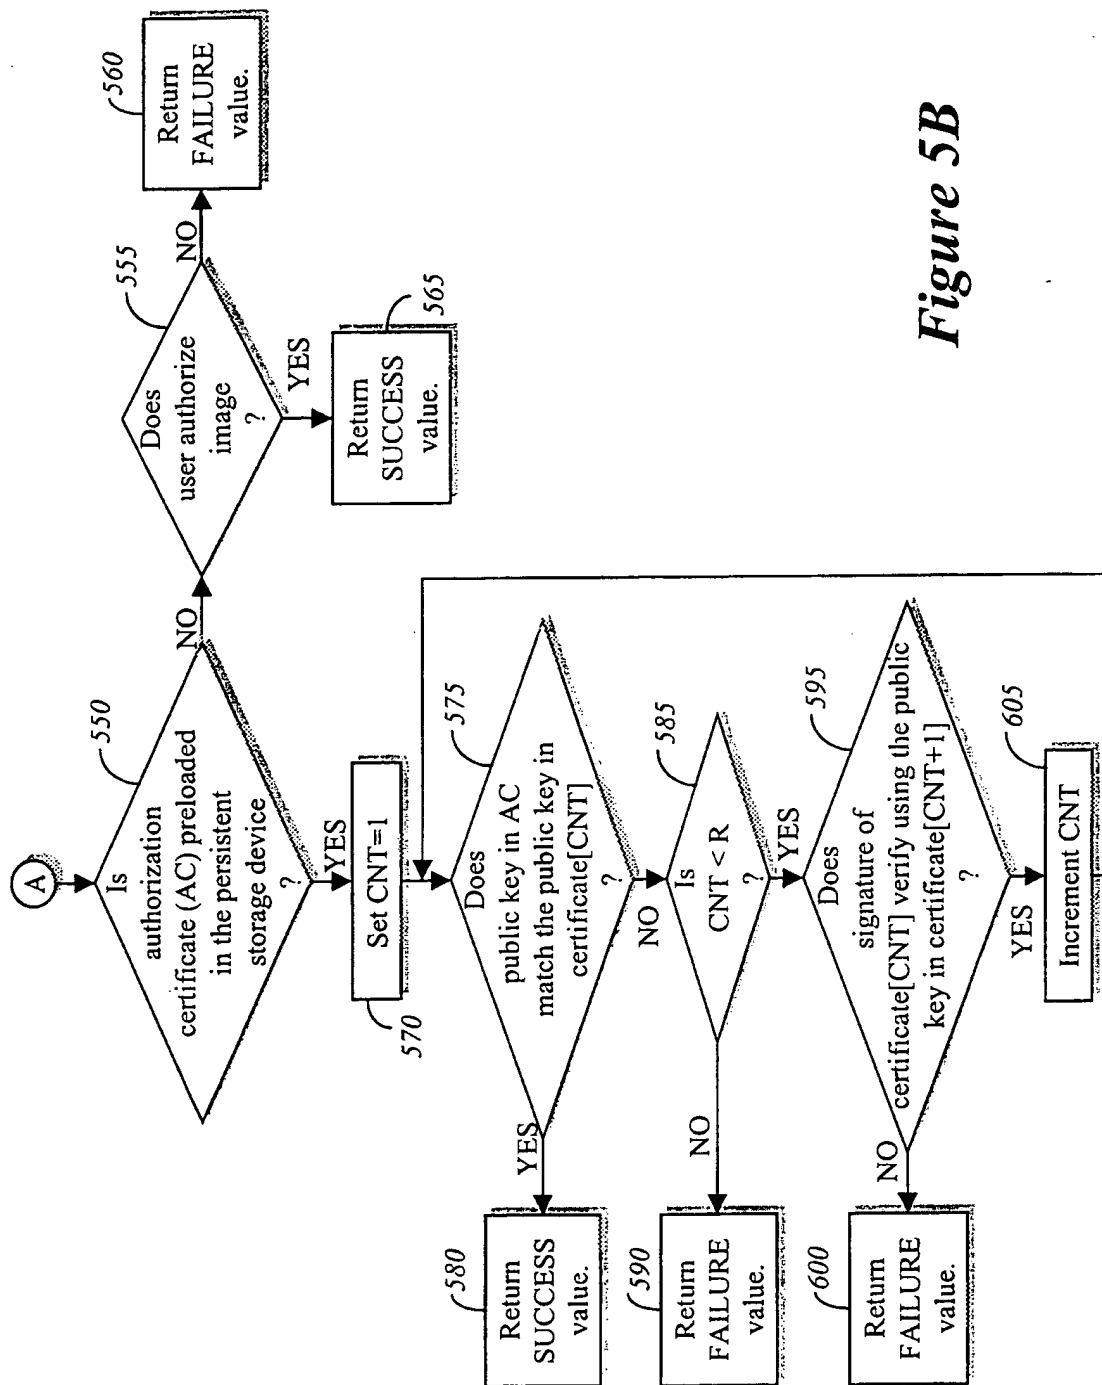 A
550
Is
authorization
certificate (AC) preloaded
in the persistent
storage device
?
NO
555
Does
user authorize
image
?
NO
560
Return
FAILURE
value.
YES
565
Return
SUCCESS
value.
YES
570
Set CNT=1
575
Does
public key in AC
match the public key in
certificate[CNT]
?
YES
580
Return
SUCCESS
value.
NO
585
Is
CNT < R
?
NO
590
Return
FAILURE
value.
YES
595
Does
signature of
certificate[CNT] verify using the public
key in certificate[CNT+1]
?
NO
600
Return
FAILURE
value.
YES
605
Increment CNT
Figure 5B